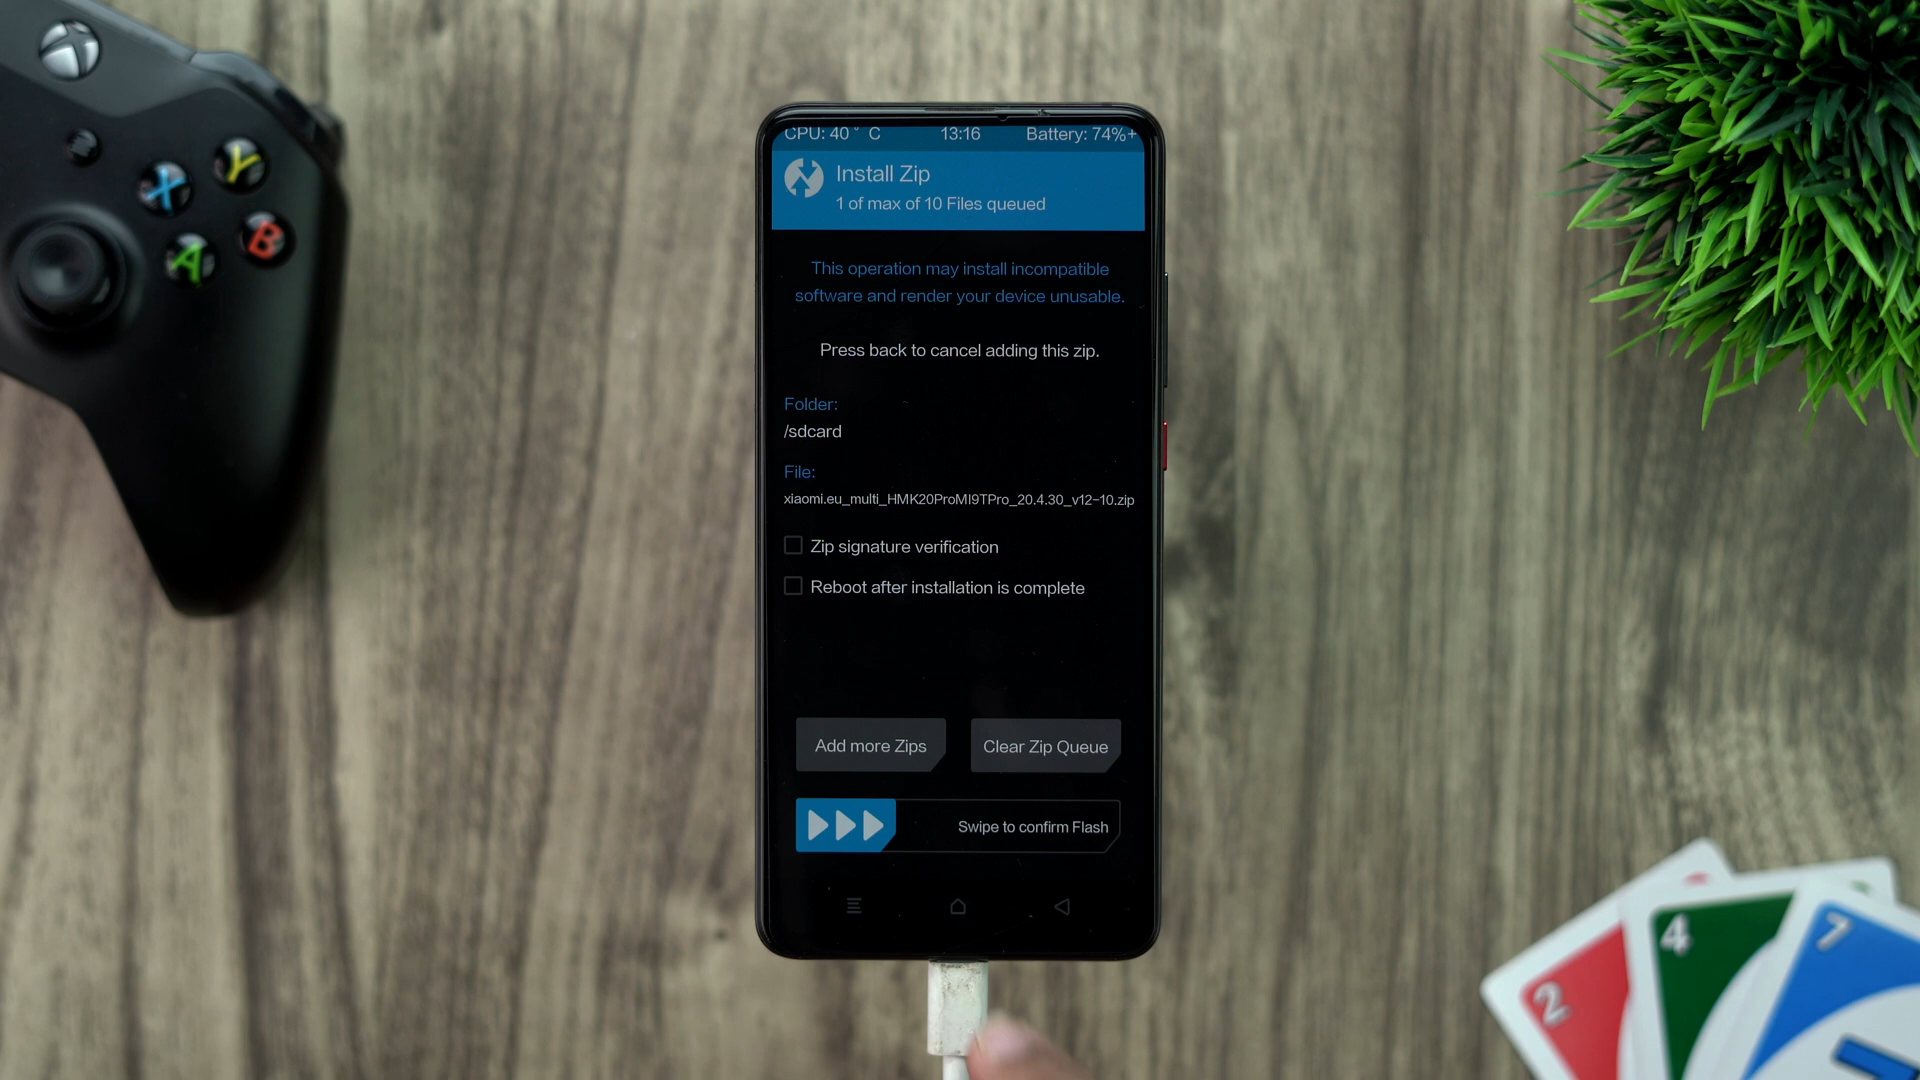 CPU: 40 ° C 13:16 Battery: 74%+
Install Zip
1 of max of 10 Files queued
This operation may install incompatible
software and render your device unusable.
Press back to cancel adding this zip.
Folder:
/sdcard
File:
xiaomi.eu_multi_HMK20ProMI9TPro_20.4.30_v12-10.zip
Zip signature verification
Reboot after installation is complete
Add more Zips
Clear Zip Queue
Swipe to confirm Flash
Y
X
B
A
2
4
7